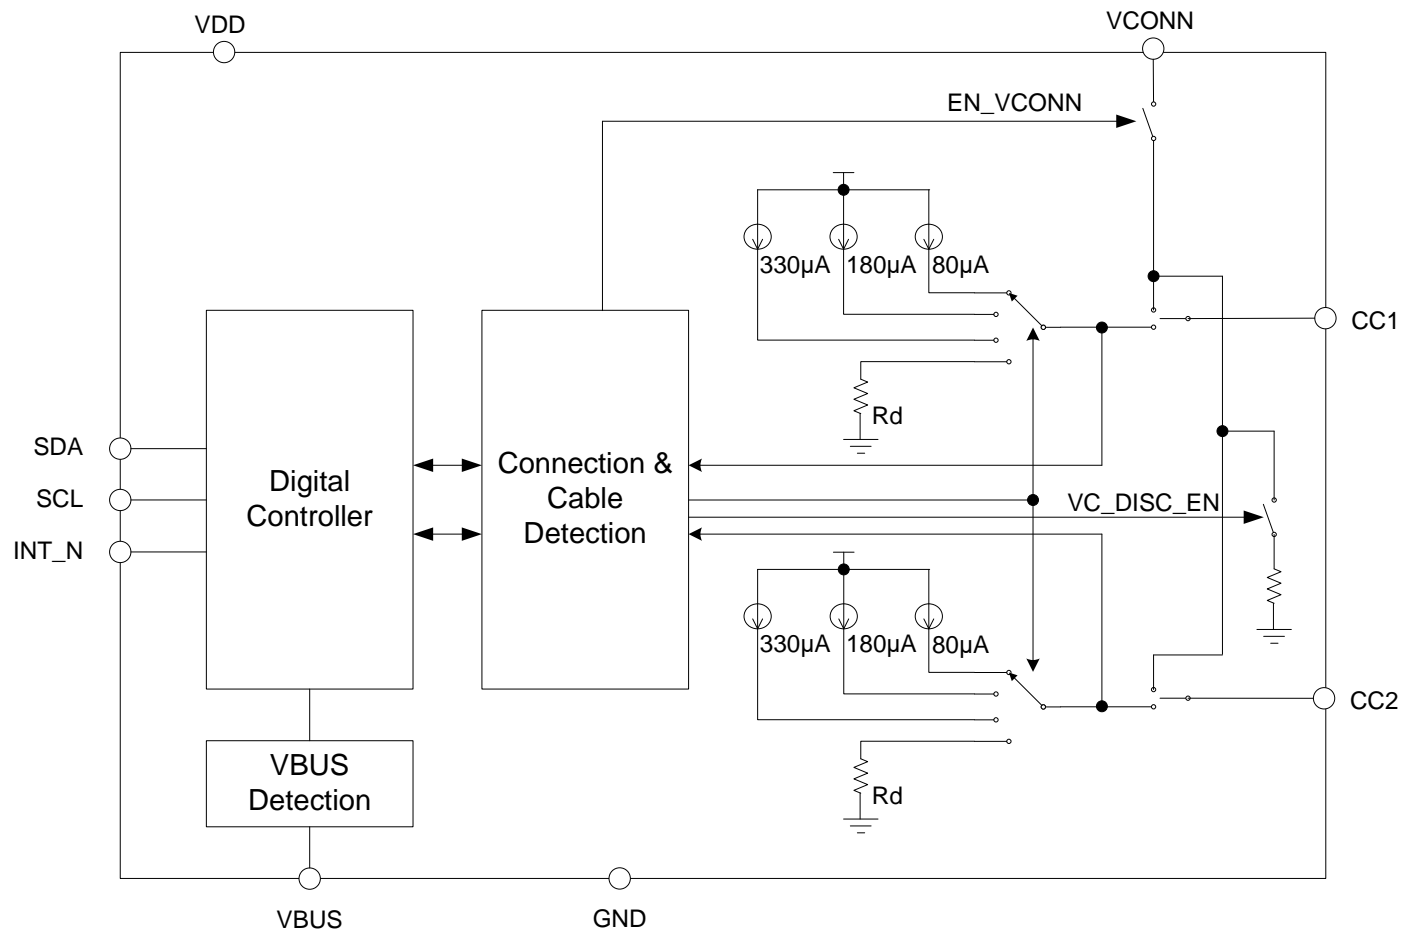 VDD
VCONN
EN_VCONN
330µA
180µA
80µA
CC1
Rd
SDA
SCL
INT_N
Digital
Controller
Connection &
Cable
Detection
VC_DISC_EN
330µA
180µA
80µA
CC2
Rd
VBUS
Detection
VBUS
GND